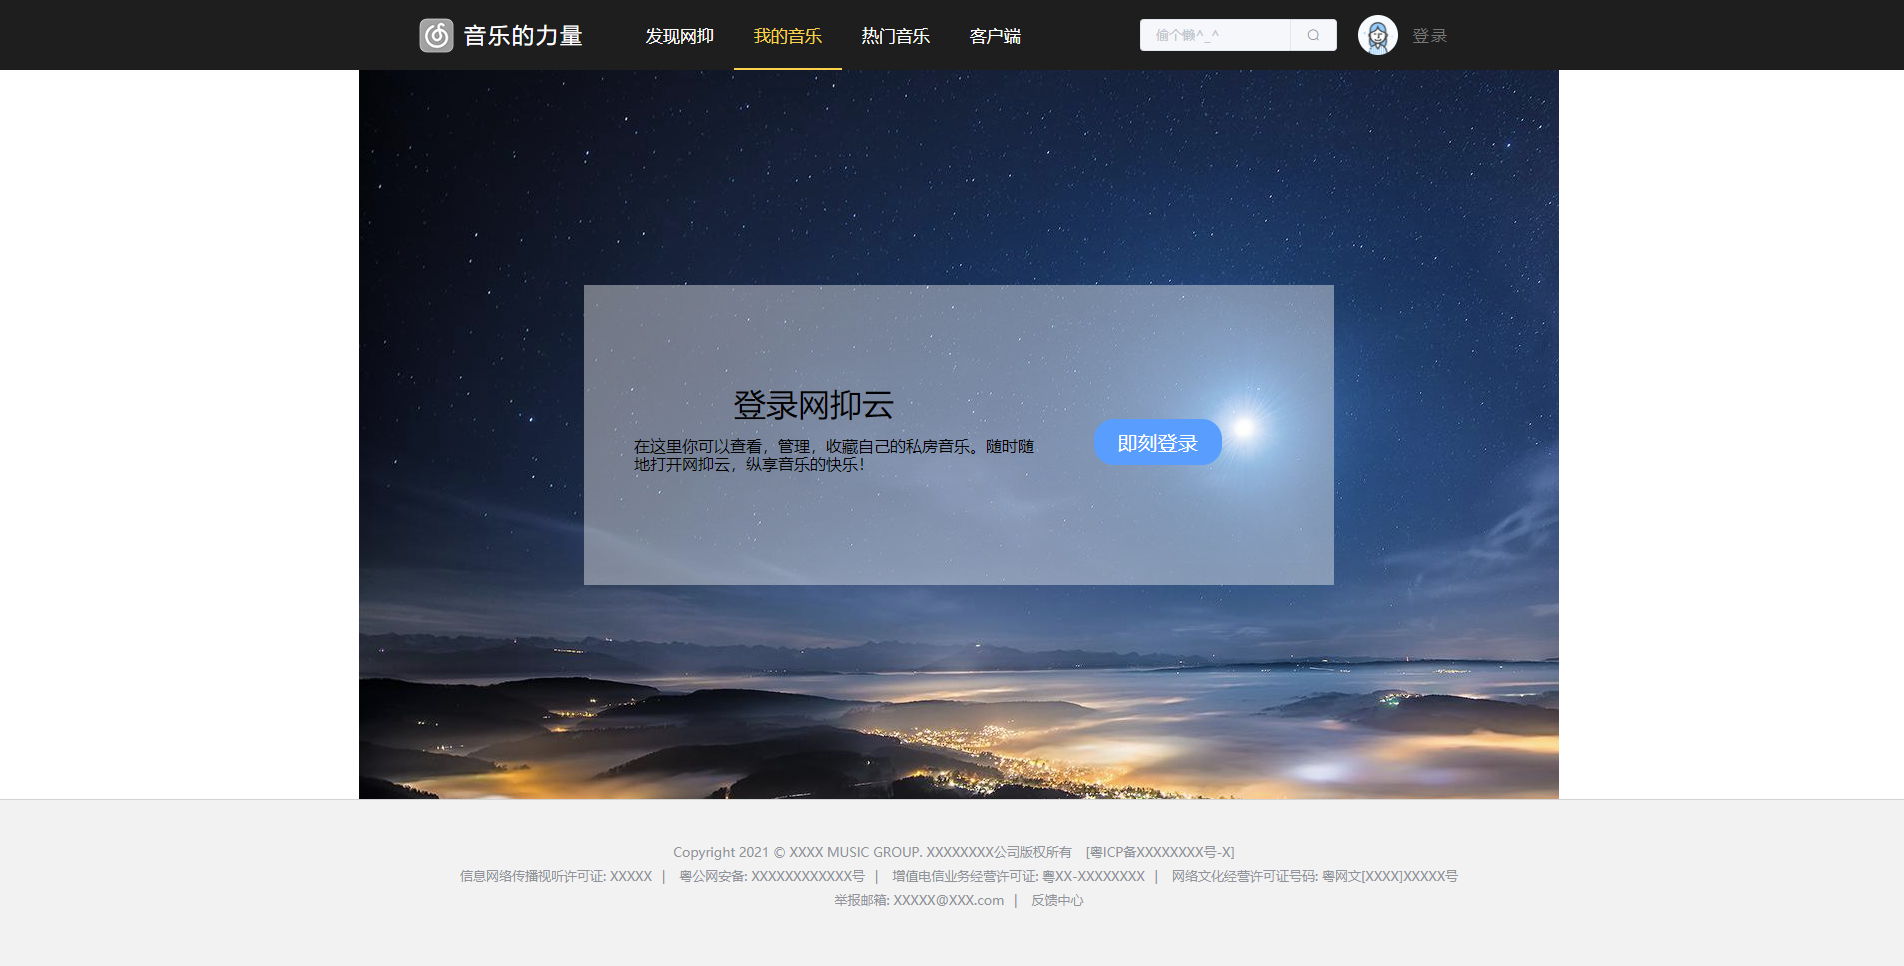 音乐的力量
发现网抑
我的音乐
热门音乐
客户端
偷个懒^_^
登录
登录网抑云
在这里你可以查看，管理，收藏自己的私房音乐。随时随
地打开网抑云，纵享音乐的快乐！
即刻登录
Copyright 2021 © XXXX MUSIC GROUP. XXXXXXXX公司版权所有 [粤ICP备XXXXXXXX号-X]
信息网络传播视听许可证: XXXXX | 粤公网安备: XXXXXXXXXXXX号 | 增值电信业务经营许可证: 粤XX-XXXXXXXX | 网络文化经营许可证号码: 粤网文[XXXX]XXXXX号
举报邮箱: XXXXX@XXX.com | 反馈中心